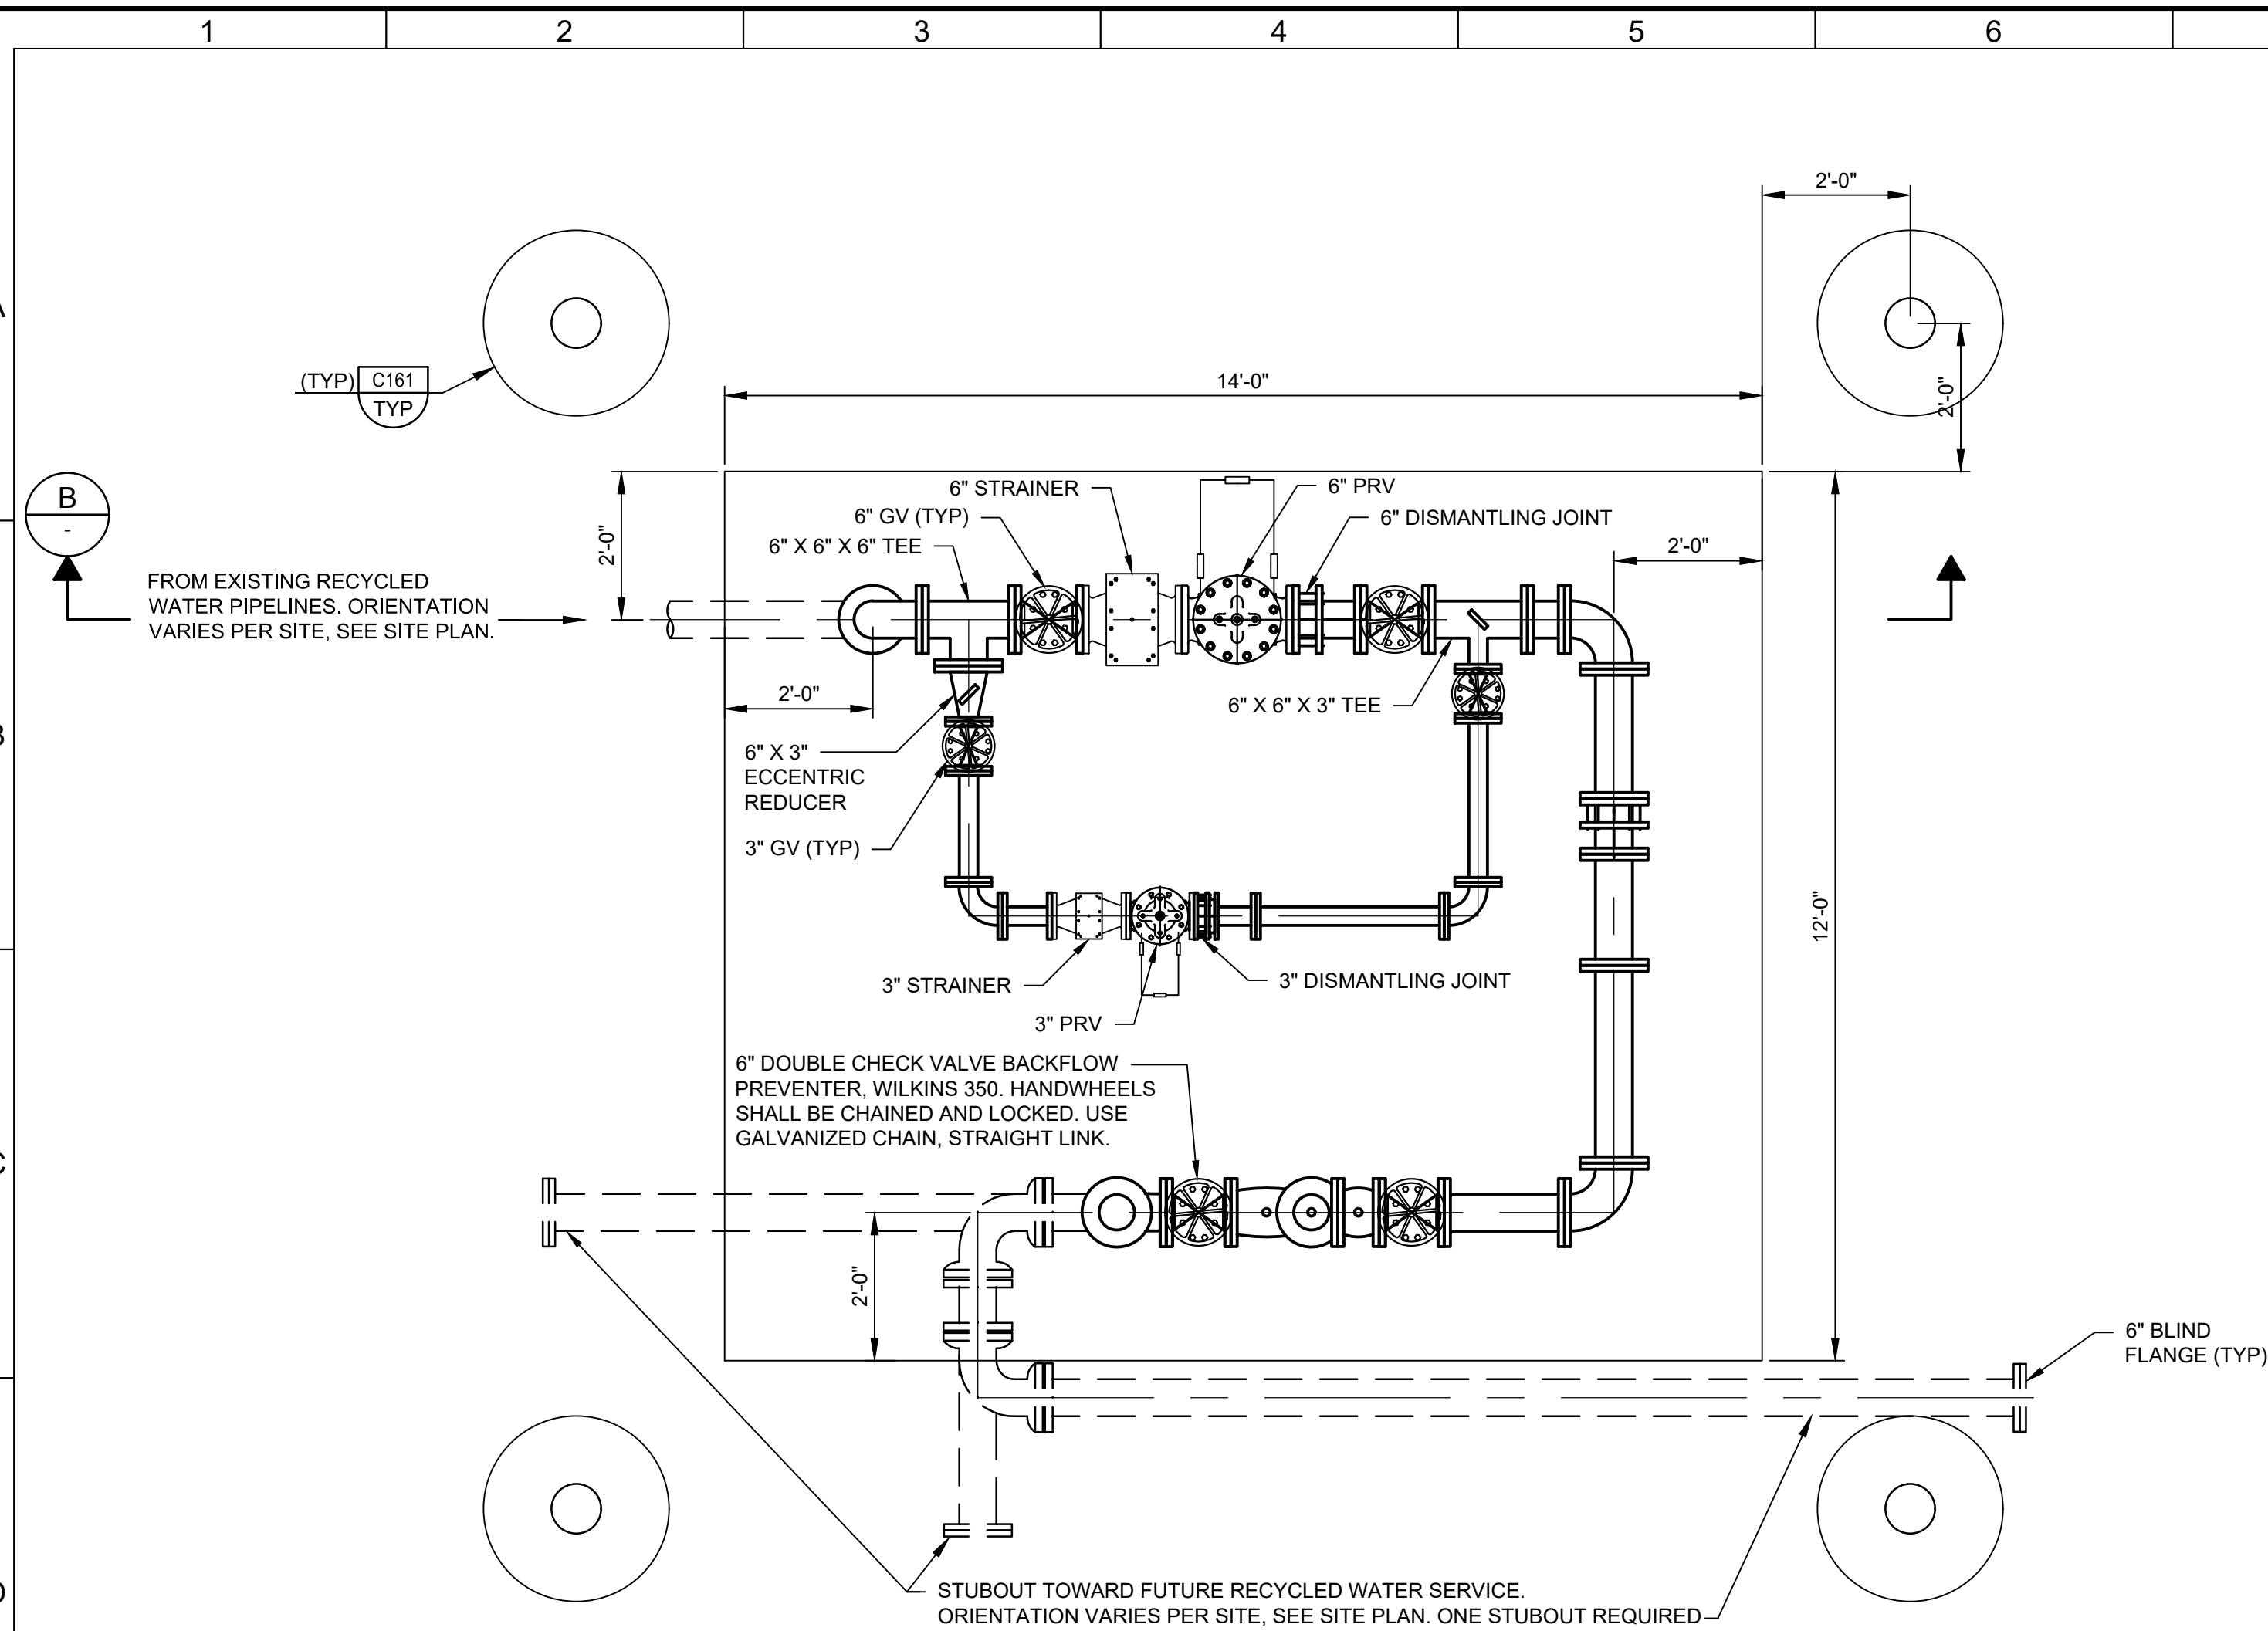 1
2
3
4
5
6
2'-0"
A
(TYP)
C161
TYP
14'-0"
2'-0"
B
-
6" STRAINER
6" PRV
6" GV (TYP)
6" DISMANTLING JOINT
6" X 6" X 6" TEE
2'-0"
2'-0"
FROM EXISTING RECYCLED
WATER PIPELINES. ORIENTATION
VARIES PER SITE, SEE SITE PLAN.
2'-0"
6" X 6" X 3" TEE
B
6" X 3"
ECCENTRIC
REDUCER
3" GV (TYP)
12'-0"
3" STRAINER
3" DISMANTLING JOINT
3" PRV
6" DOUBLE CHECK VALVE BACKFLOW
PREVENTER, WILKINS 350. HANDWHEELS
SHALL BE CHAINED AND LOCKED. USE
GALVANIZED CHAIN, STRAIGHT LINK.
C
2'-0"
6" BLIND
FLANGE (TYP)
D
STUBOUT TOWARD FUTURE RECYCLED WATER SERVICE.
ORIENTATION VARIES PER SITE, SEE SITE PLAN. ONE STUBOUT REQUIRED